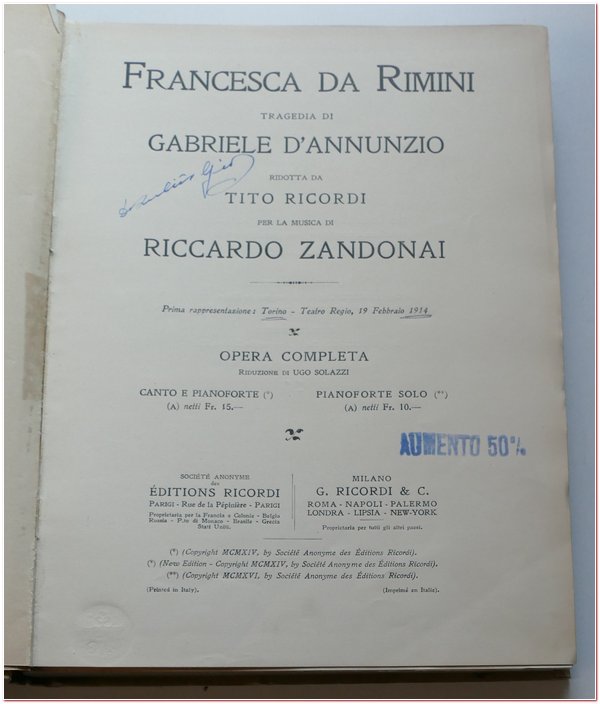 FRANCESCA DA RIMINI
TRAGEDIA DI
GABRIELE D'ANNUNZIO
RIDOTTA DA
TITO RICORDI
PER LA MUSICA DI
RICCARDO ZANDONAI
Prima rappresentazione: Torino - Teatro Regio, 19 Febbraio 1914
OPERA COMPLETA
RIDUZIONE DI UGO SOLAZZI
CANTO E PIANOFORTE (*)
(A) netti Fr. 15.—
PIANOFORTE SOLO (**)
(A) netti Fr. 10.—
AUMENTO 50%
SOCIÉTÉ ANONYME
des
ÉDITIONS RICORDI
PARIGI - Rue de la Pépinière - PARIGI
Proprietaria per la Francia e Colonie - Belgio
Russia - P.to di Monaco - Brasile - Grecia
Stati Uniti.
MILANO
G. RICORDI & C.
ROMA - NAPOLI - PALERMO
LONDRA - LIPSIA - NEW-YORK
Proprietaria per tutti gli altri paesi.
(*) (Copyright MCMXIV, by Société Anonyme des Éditions Ricordi).
(*) (New Edition - Copyright MCMXIV, by Société Anonyme des Éditions Ricordi).
(**) (Copyright MCMXVI, by Société Anonyme des Éditions Ricordi).
(Printed in Italy).
(Imprimé en Italie).